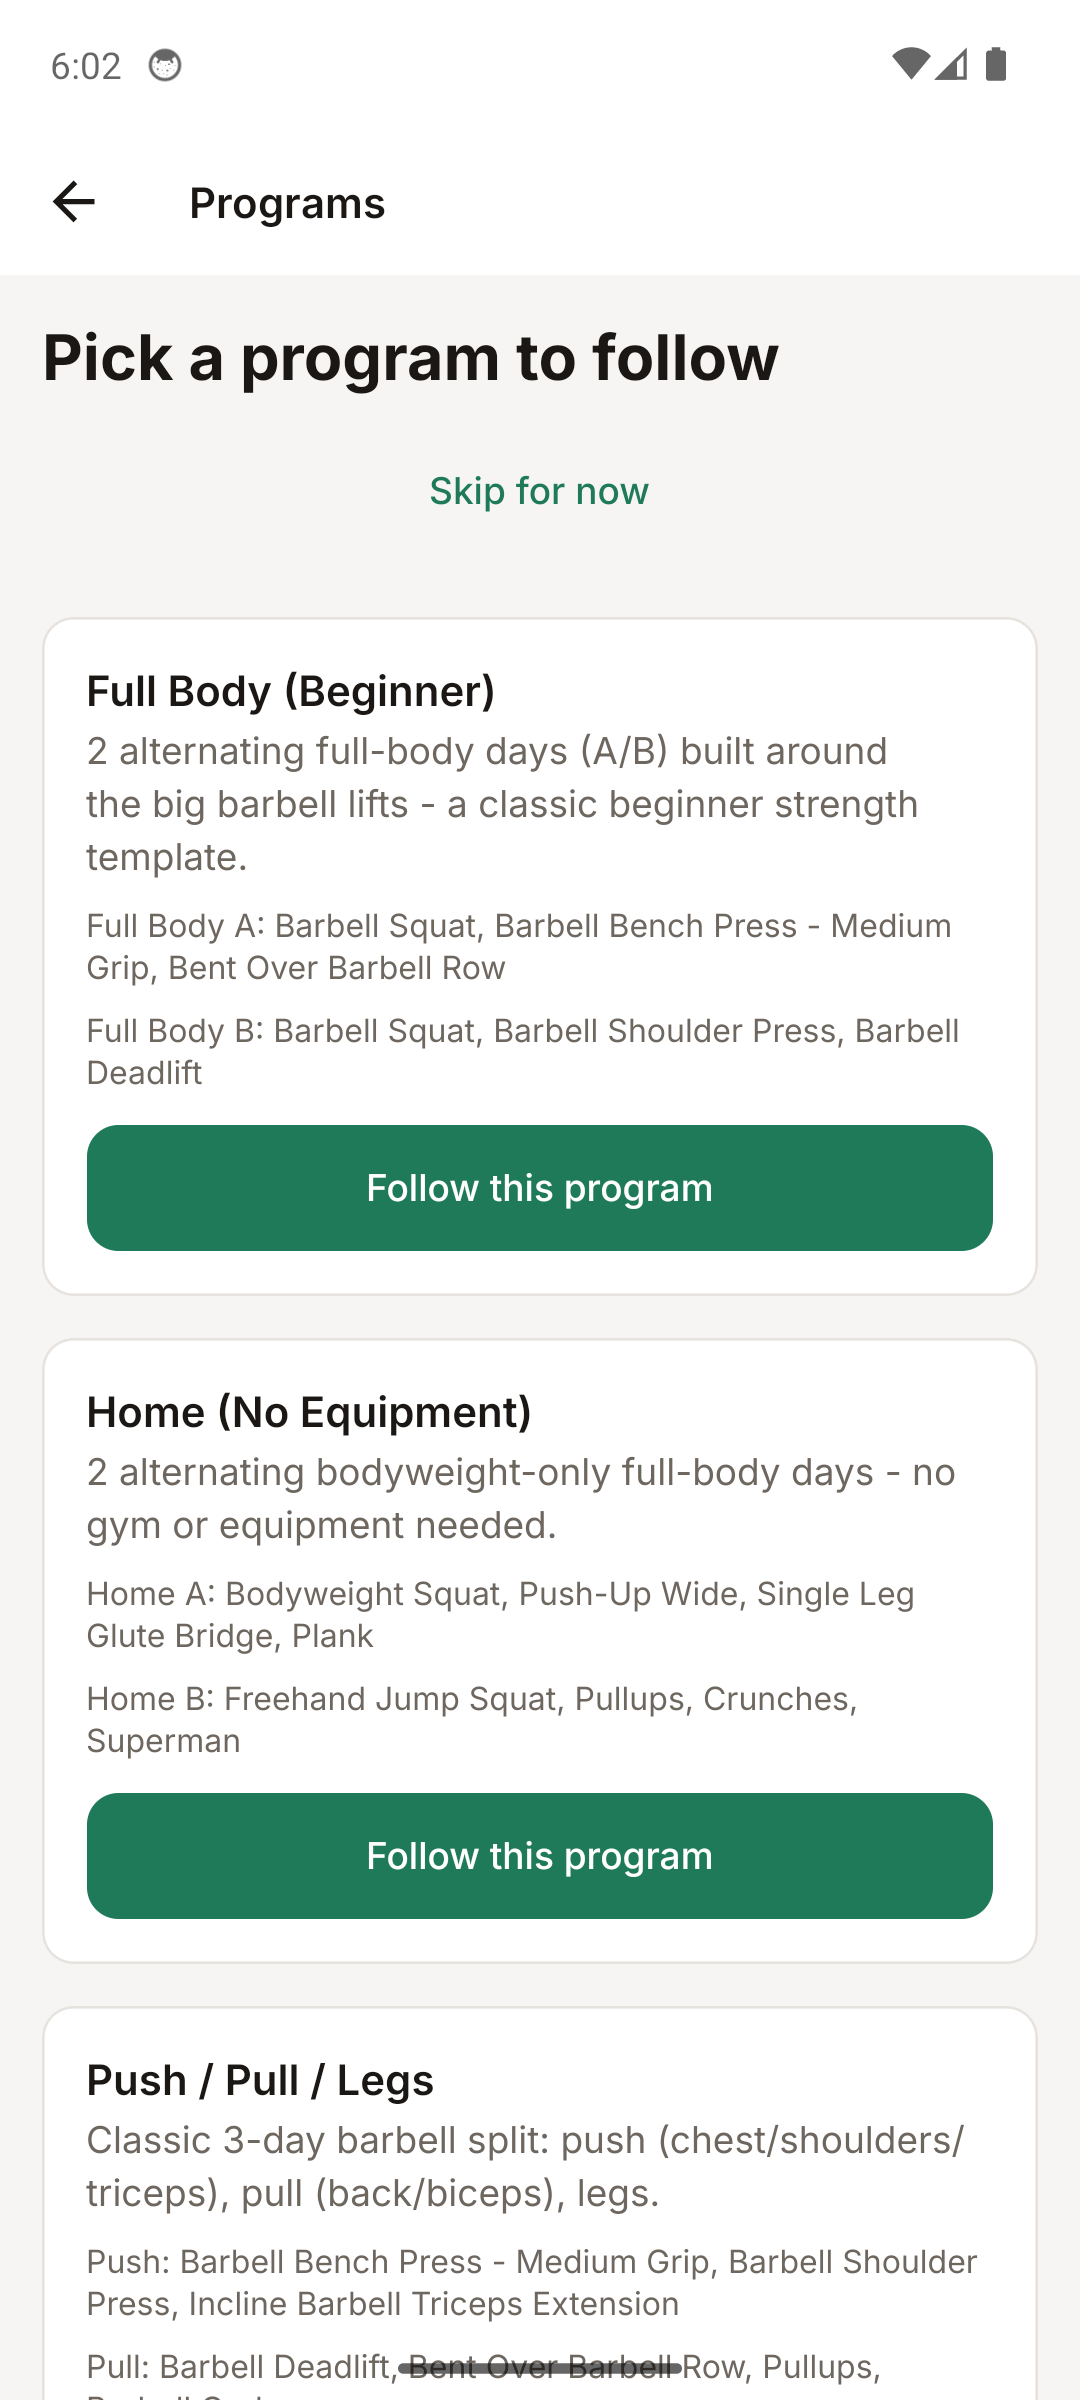 6:02
Programs
Pick a program to follow
Skip for now
Full Body (Beginner)
2 alternating full-body days (A/B) built around
the big barbell lifts - a classic beginner strength
template.
Full Body A: Barbell Squat, Barbell Bench Press - Medium
Grip, Bent Over Barbell Row
Full Body B: Barbell Squat, Barbell Shoulder Press, Barbell
Deadlift
Follow this program
Home (No Equipment)
2 alternating bodyweight-only full-body days - no
gym or equipment needed.
Home A: Bodyweight Squat, Push-Up Wide, Single Leg
Glute Bridge, Plank
Home B: Freehand Jump Squat, Pullups, Crunches,
Superman
Follow this program
Push / Pull / Legs
Classic 3-day barbell split: push (chest/shoulders/
triceps), pull (back/biceps), legs.
Push: Barbell Bench Press - Medium Grip, Barbell Shoulder
Press, Incline Barbell Triceps Extension
Pull: Barbell Deadlift, Bent Over Barbell Row, Pullups,